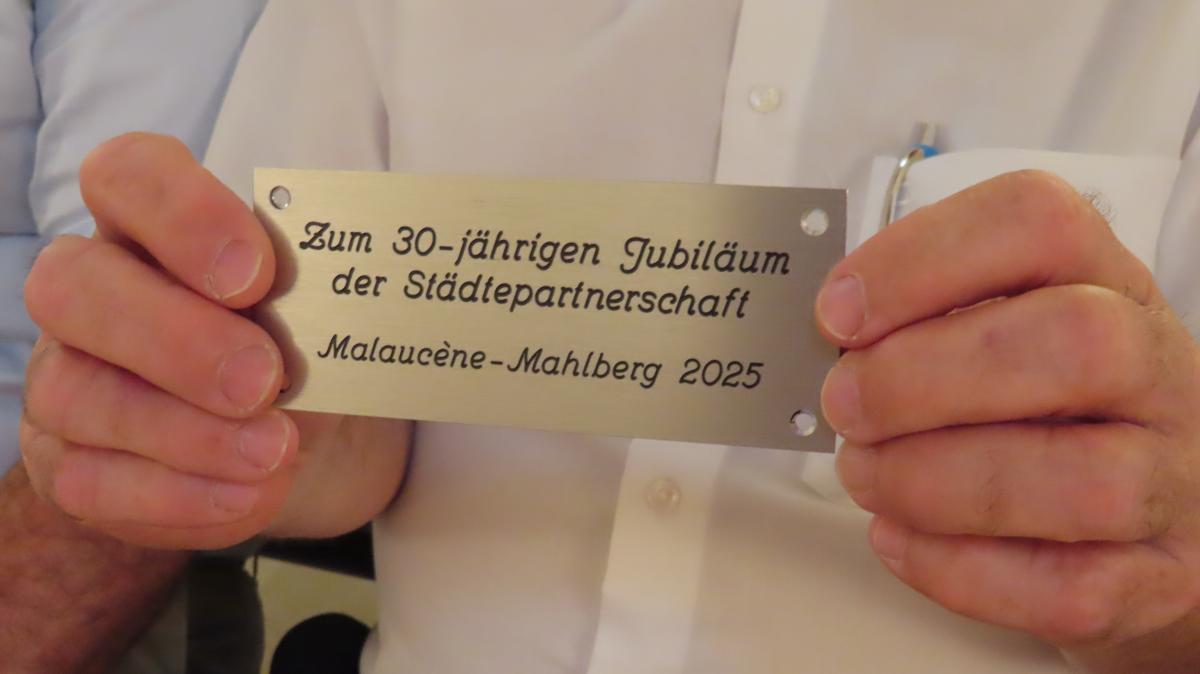 Zum 30-jährigen Jubiläum
der Städtepartnerschaft
Malaucène-Mahlberg 2025